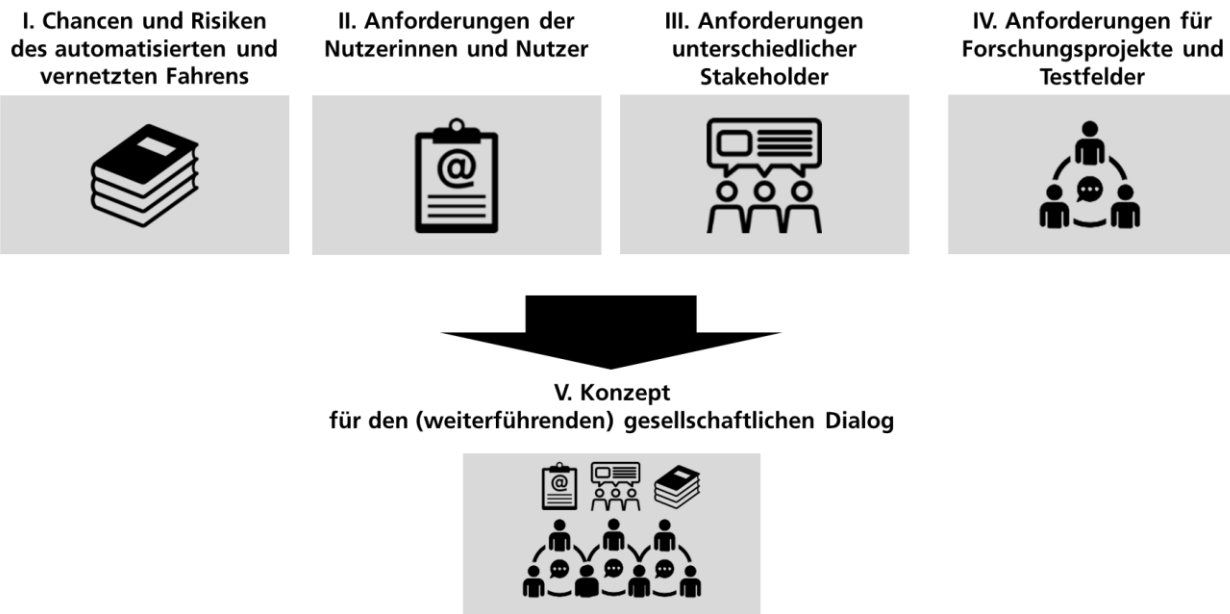 I. Chancen und Risiken
des automatisierten und
vernetzten Fahrens
II. Anforderungen der
Nutzerinnen und Nutzer
III. Anforderungen
unterschiedlicher
Stakeholder
IV. Anforderungen für
Forschungsprojekte und
Testfelder
@
V. Konzept
für den (weiterführenden) gesellschaftlichen Dialog
@